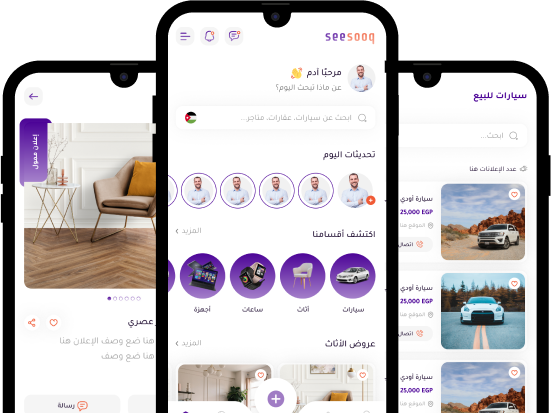 seesooq
مرحبًا آدم 👋
عن ماذا تبحث اليوم؟
ابحث عن سيارات، عقارات، متاجر...
تحديثات اليوم
اكتشف أقسامنا
المزيد
سيارات
أثاث
ساعات
أجهزة
عروض الأثاث
المزيد
سيارات للبيع
ابحث...
عدد الإعلانات هنا
سيارة أودي
25,000 EGP
الموقع هنا
اتصال
سيارة أودي
25,000 EGP
الموقع هنا
اتصال
سيارة أودي
25,000 EGP
الموقع هنا
إعلان ممول
عصري
هنا ضع وصف الإعلان هنا
هنا ضع وصف
رسالة